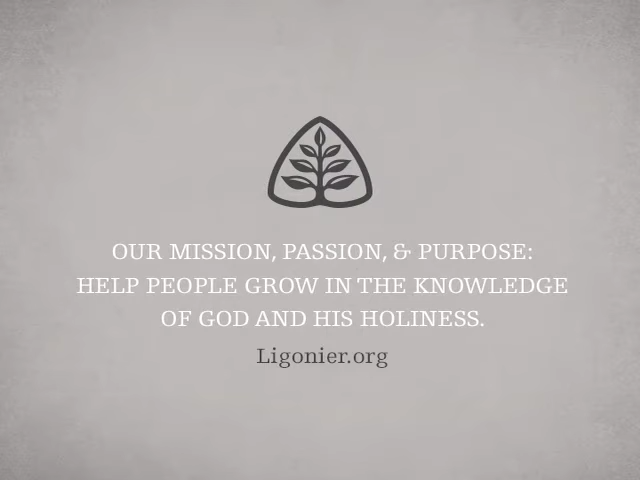 OUR MISSION, PASSION, & PURPOSE:
HELP PEOPLE GROW IN THE KNOWLEDGE
OF GOD AND HIS HOLINESS.
Ligonier.org